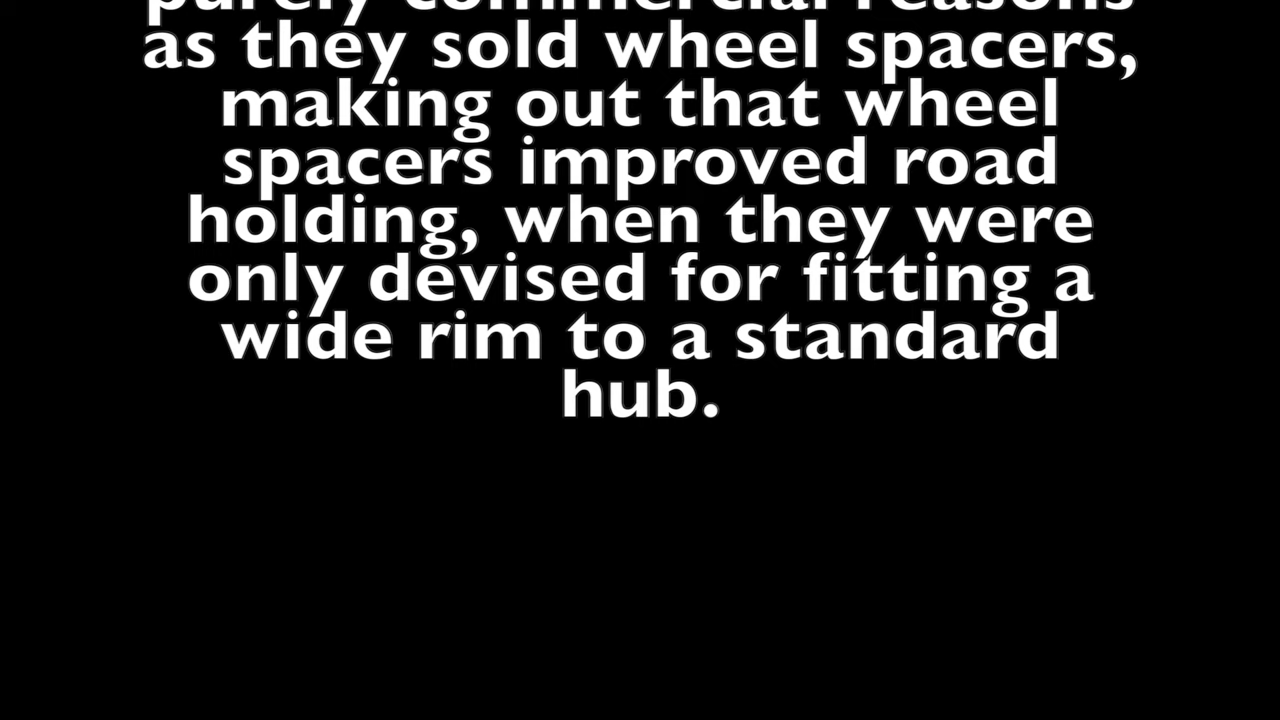 purely commercial reasons
as they sold wheel spacers,
making out that wheel
spacers improved road
holding, when they were
only devised for fitting a
wide rim to a standard
hub.